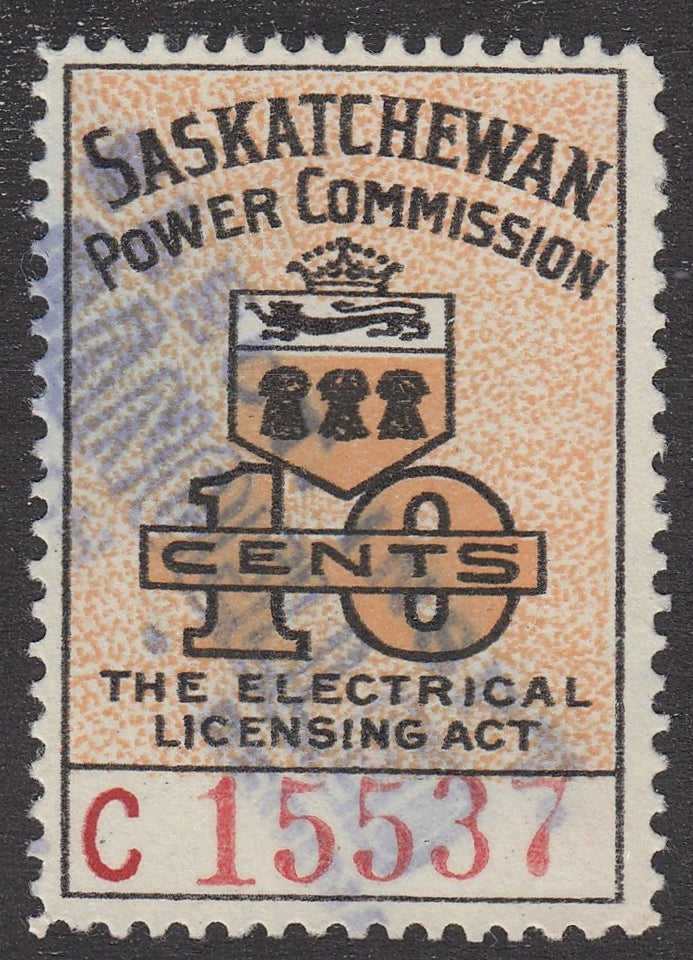 SASKATCHEWAN
POWER COMMISSION
10
CENTS
THE ELECTRICAL
LICENSING ACT
C 15537